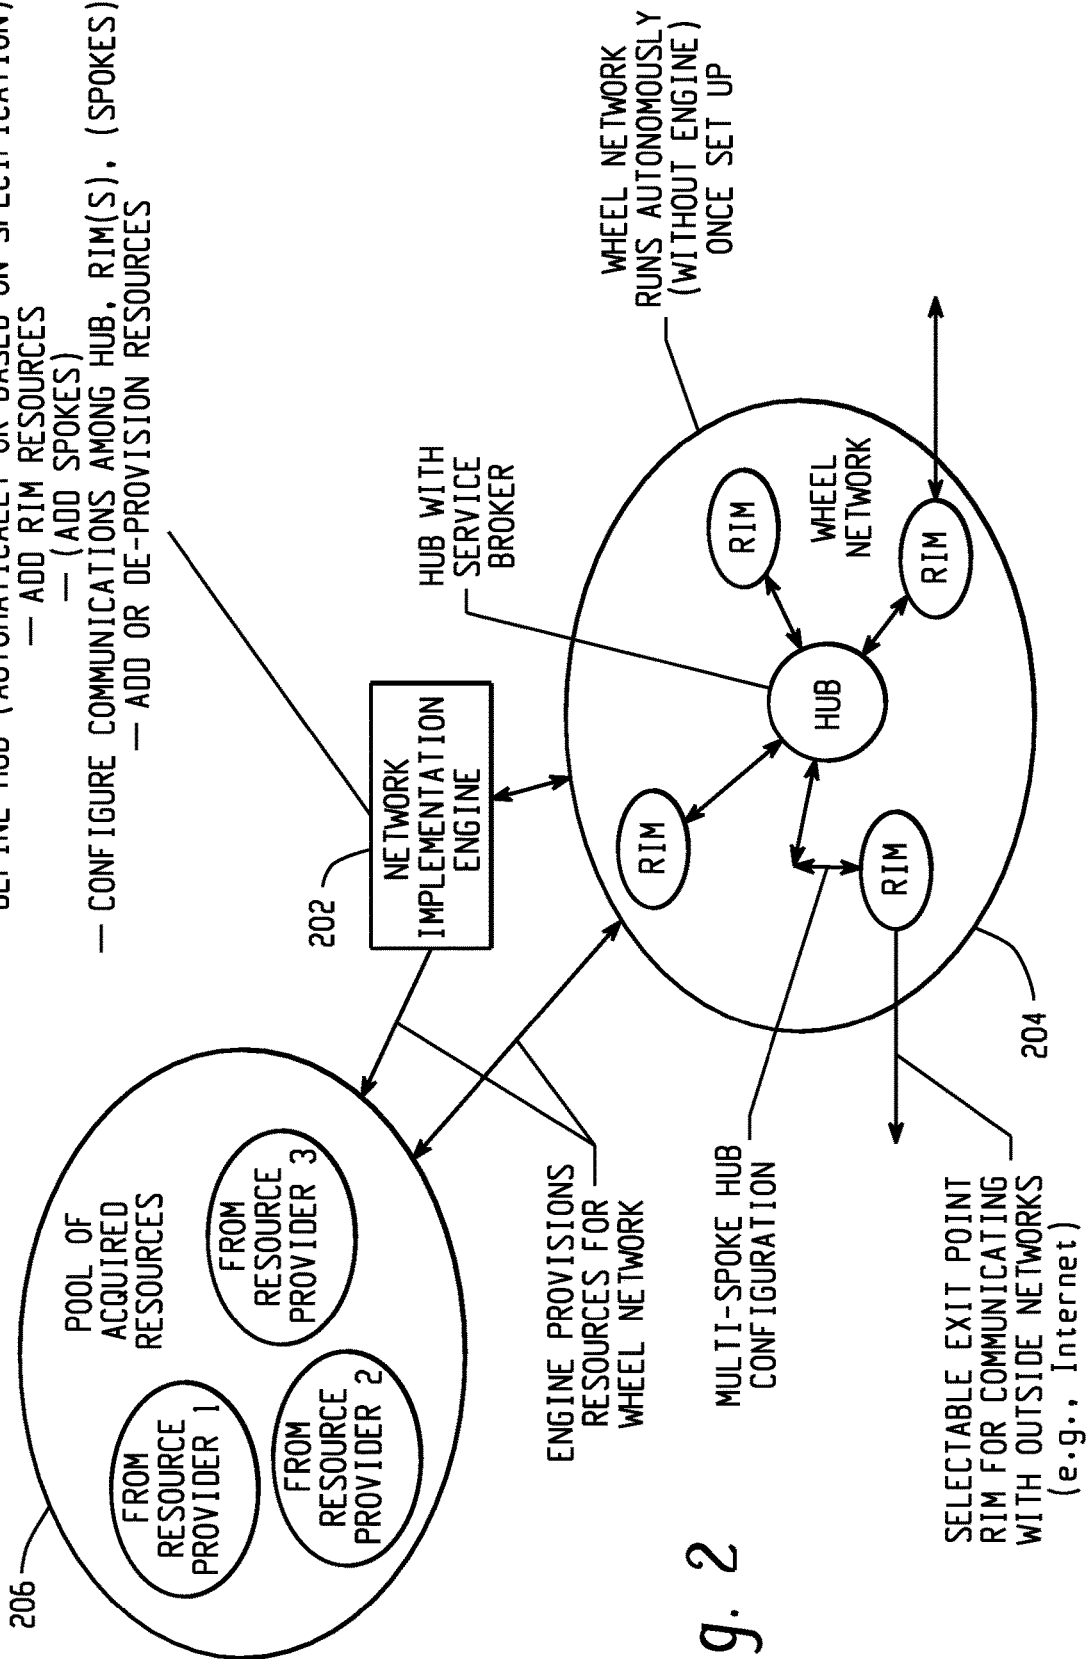 206
POOL OF
ACQUIRED
RESOURCES
FROM
RESOURCE
PROVIDER 1
FROM
RESOURCE
PROVIDER 2
FROM
RESOURCE
PROVIDER 3
DEFINE HUB (AUTOMATICALLY OR BASED ON SPECIFICATION)
— ADD RIM RESOURCES
— (ADD SPOKES)
— CONFIGURE COMMUNICATIONS AMONG HUB, RIM(S), (SPOKES)
— ADD OR DE-PROVISION RESOURCES
202
NETWORK
IMPLEMENTATION
ENGINE
HUB WITH
SERVICE
BROKER
ENGINE PROVISIONS
RESOURCES FOR
WHEEL NETWORK
WHEEL NETWORK
RUNS AUTONOMOUSLY
(WITHOUT ENGINE)
ONCE SET UP
RIM
RIM
HUB
WHEEL
NETWORK
RIM
RIM
MULTI-SPOKE HUB
CONFIGURATION
204
SELECTABLE EXIT POINT
RIM FOR COMMUNICATING
WITH OUTSIDE NETWORKS
(e.g., Internet)
g. 2